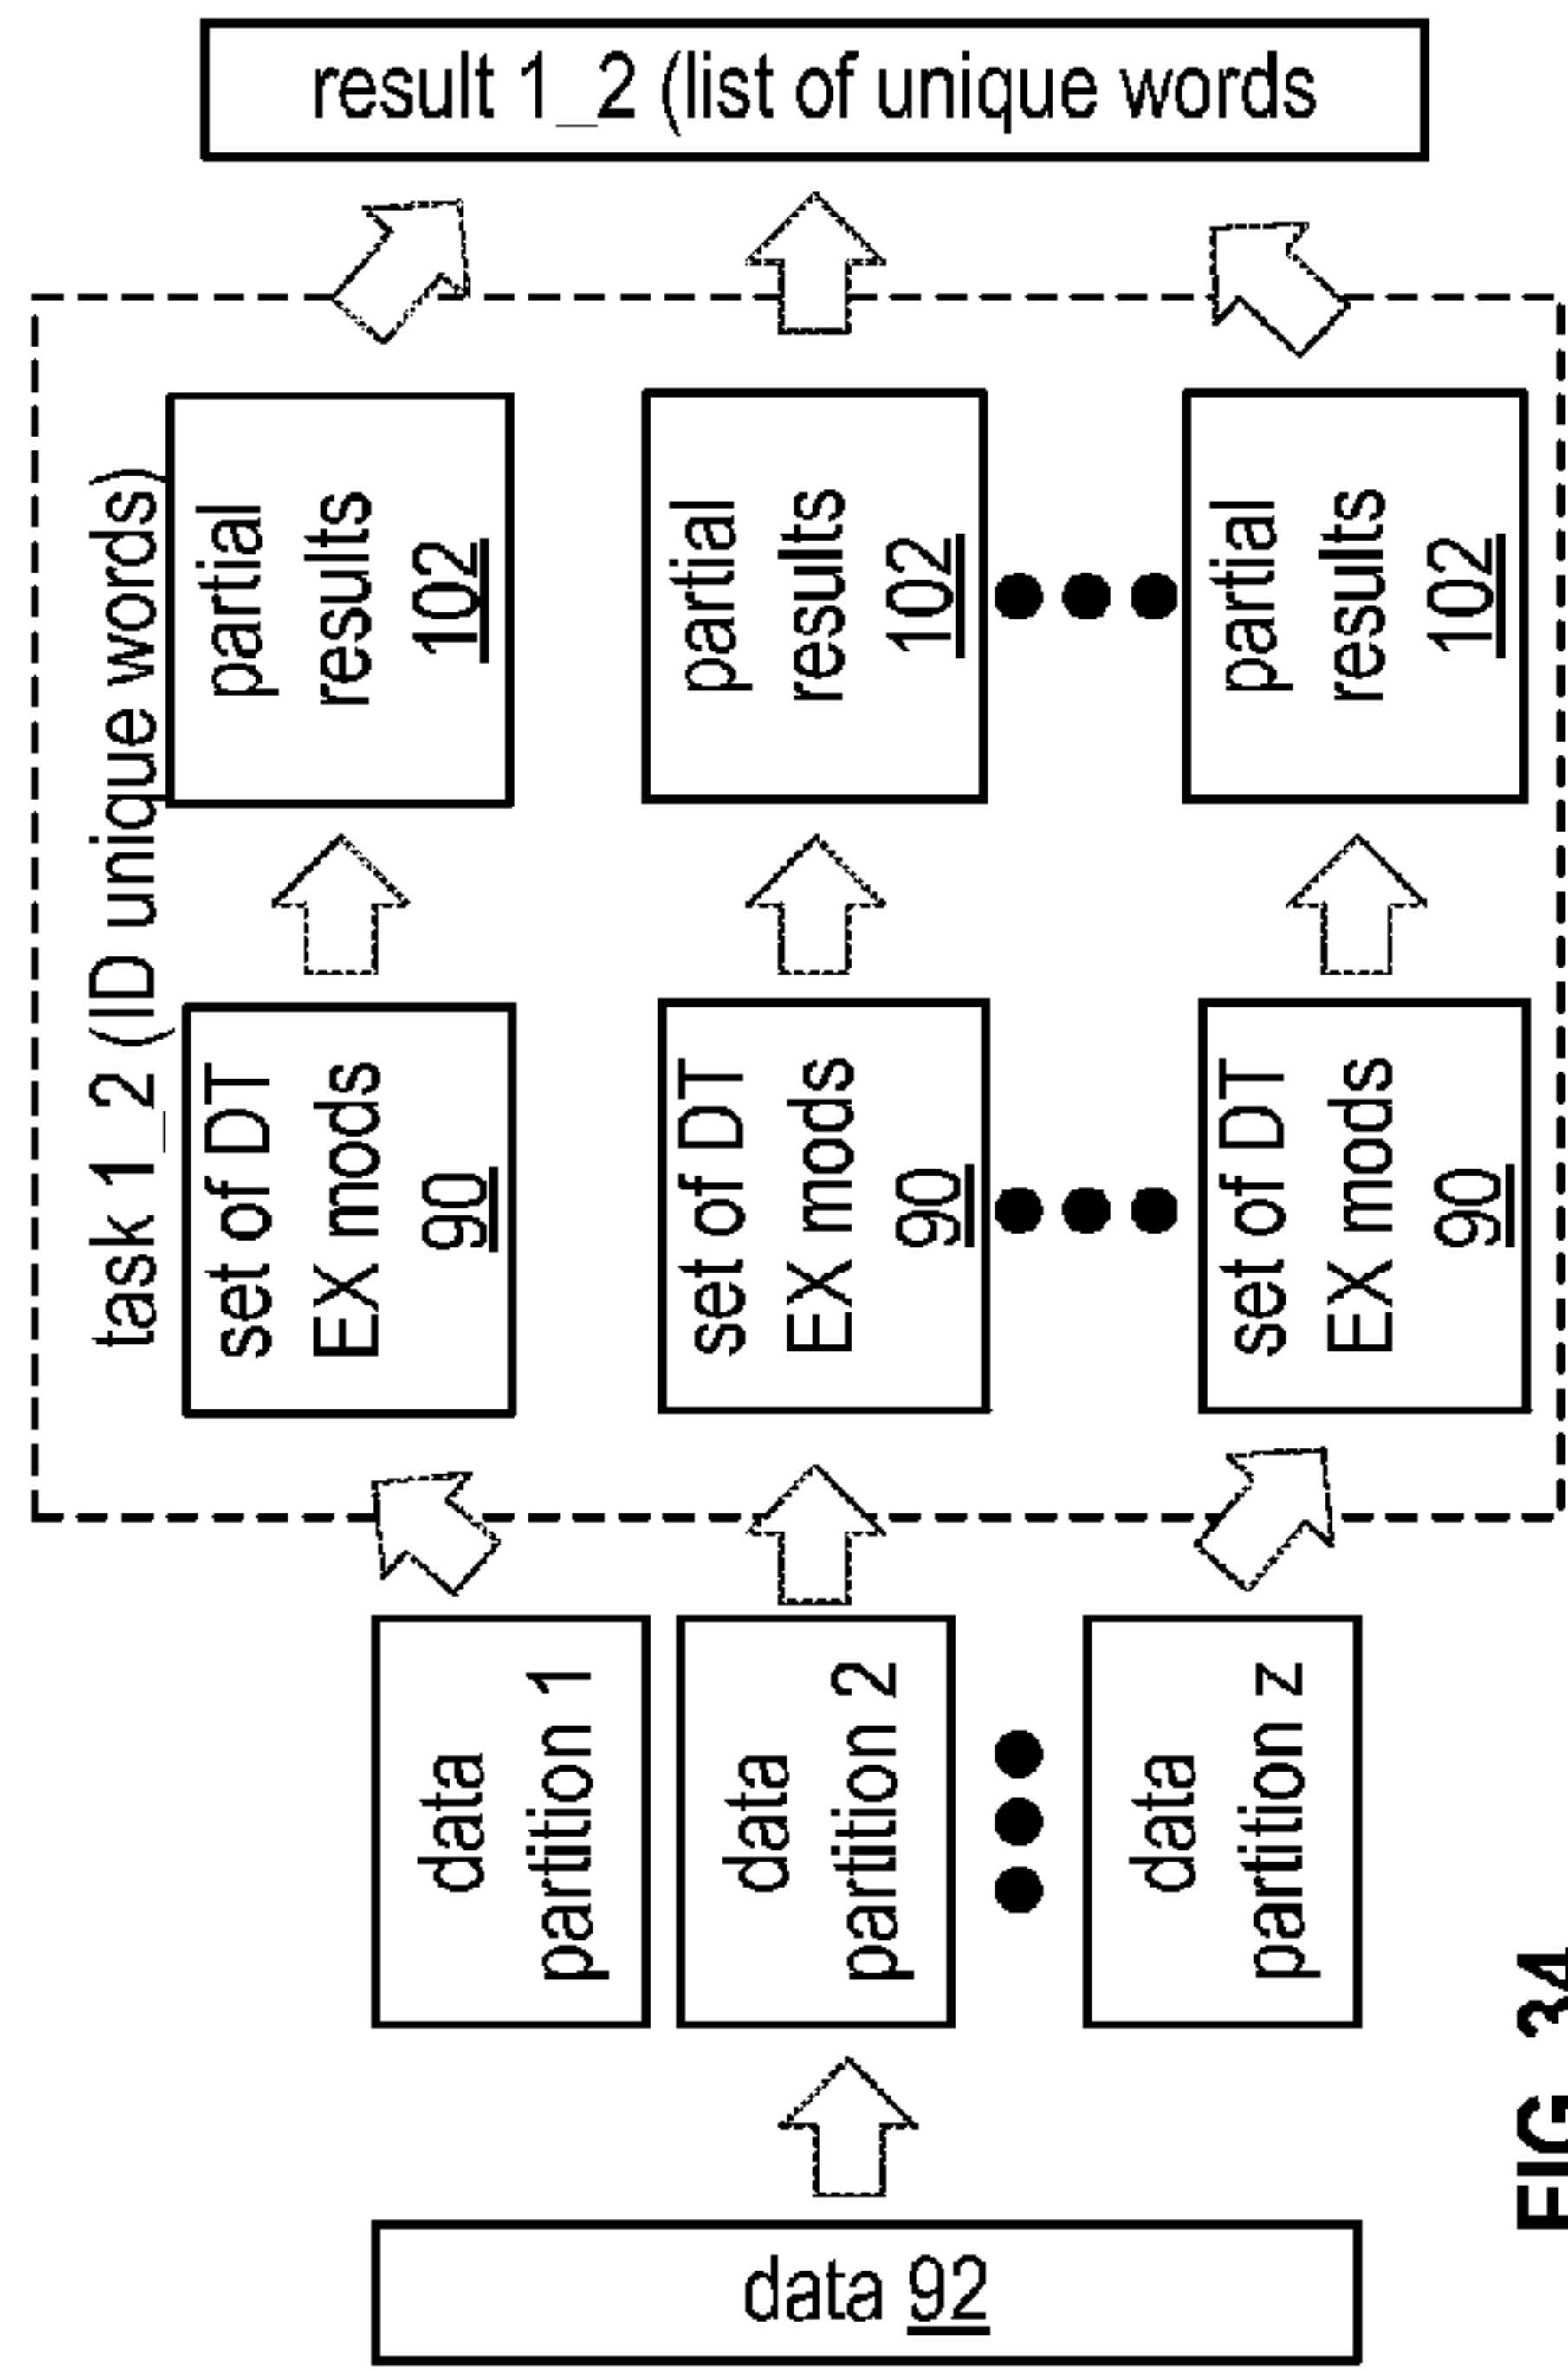 task 1_2 (ID unique words)
data 92
data
partition 1
set of DT
EX mods
90
partial
results
102
result 1_2 (list of unique words
data
partition 2
set of DT
EX mods
90
partial
results
102
data
partition z
set of DT
EX mods
90
partial
results
102
FIG 34